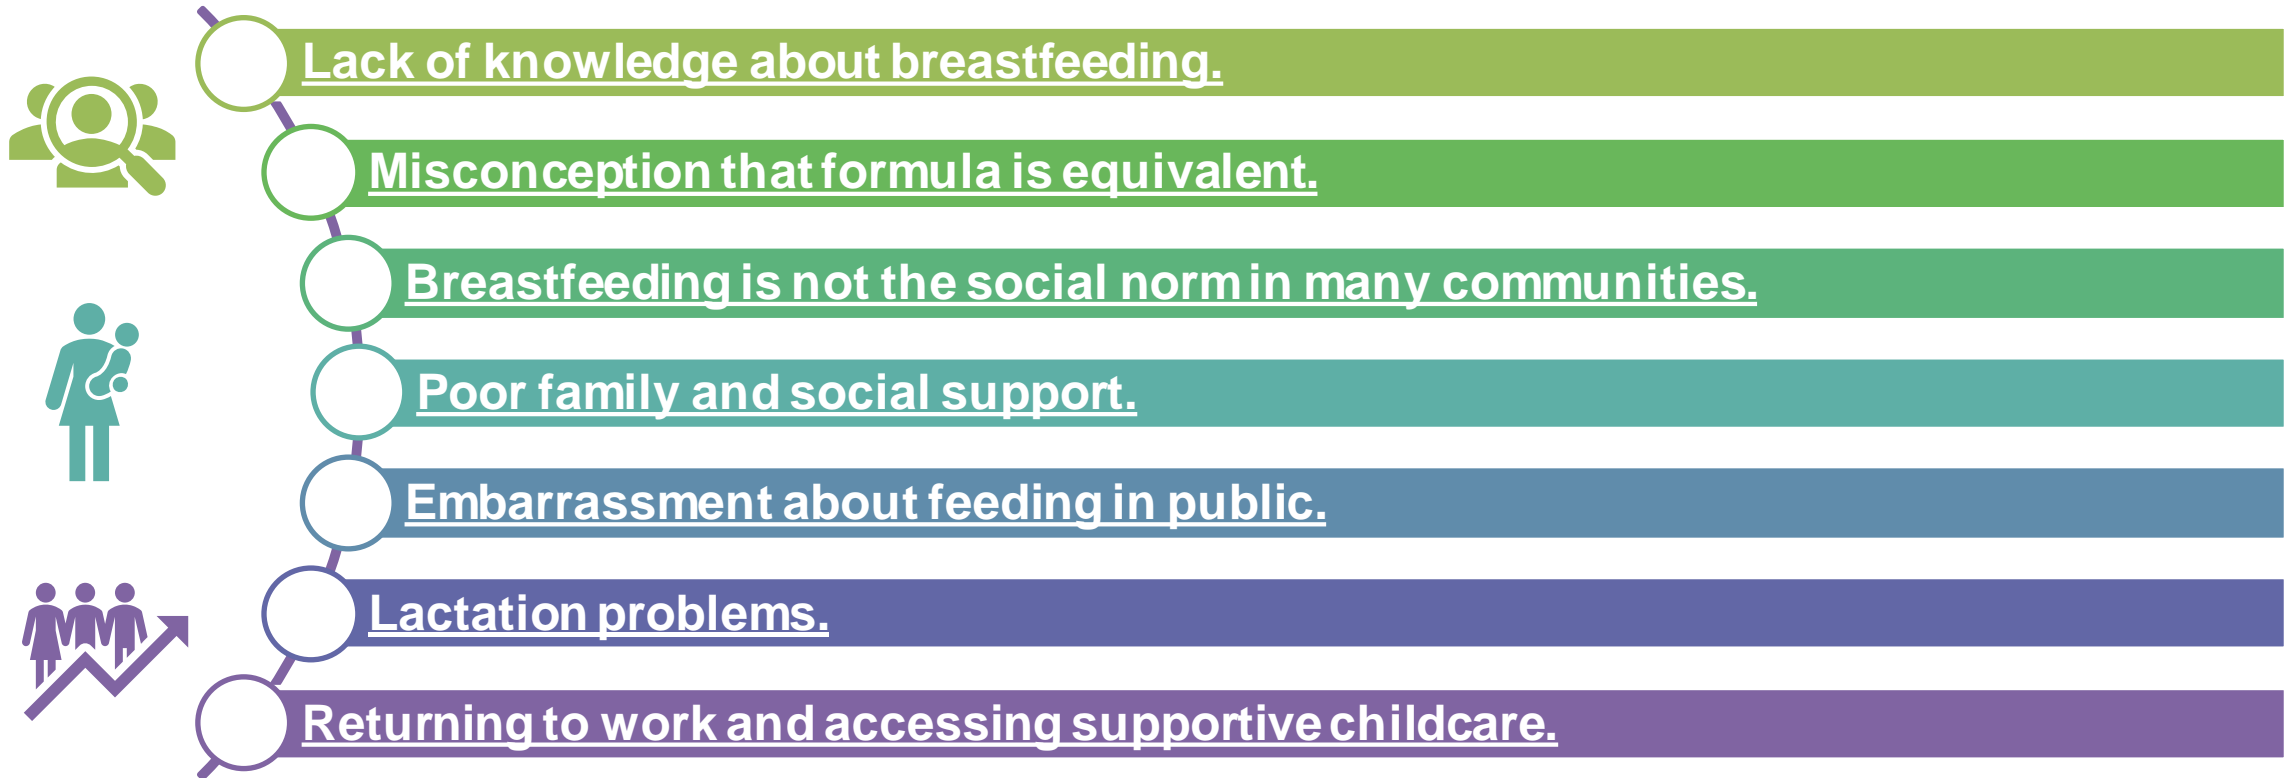 Lack of knowledge about breastfeeding.
Misconception that formula is equivalent.
Breastfeeding is not the social norm in many communities.
Poor family and social support.
Embarrassment about feeding in public.
Lactation problems.
Returning to work and accessing supportive childcare.